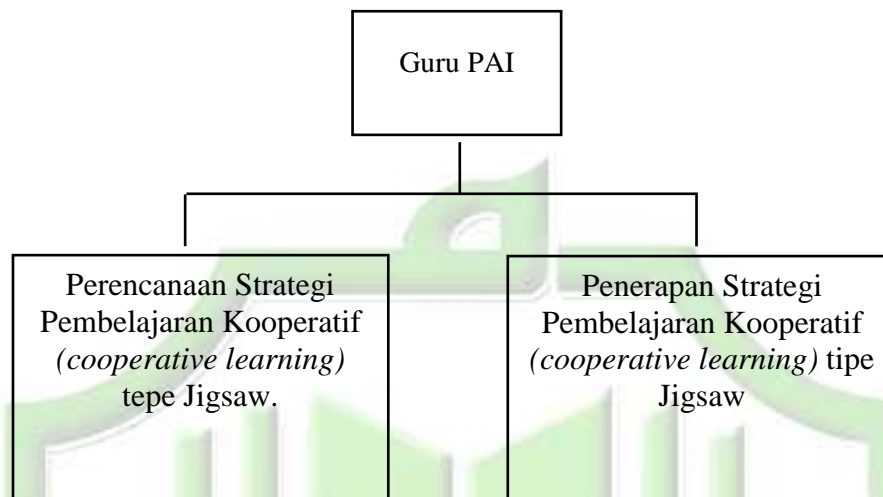 Guru PAI
Perencanaan Strategi
Pembelajaran Kooperatif
(cooperative learning)
tepe Jigsaw.
Penerapan Strategi
Pembelajaran Kooperatif
(cooperative learning) tipe
Jigsaw